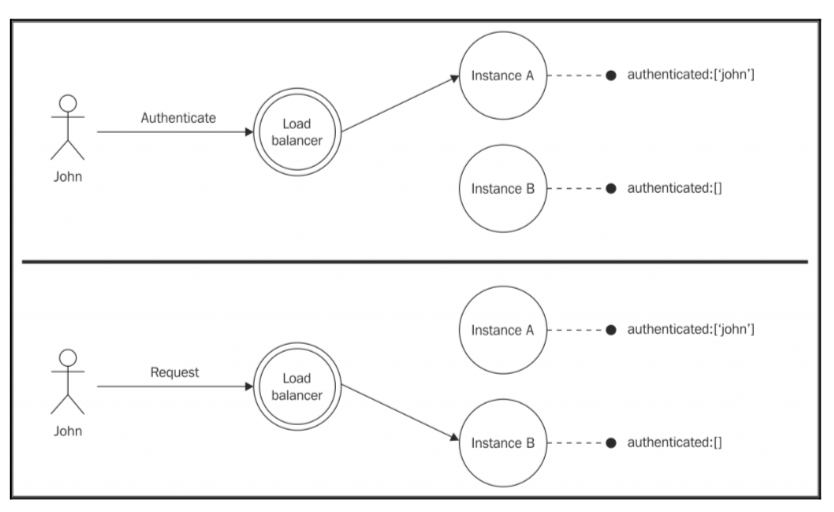 Authenticate
Load
balancer
John
Instance A
authenticated:[‘john’]
Instance B
authenticated:[]
Request
Load
balancer
John
Instance A
authenticated:[‘john’]
Instance B
authenticated:[]